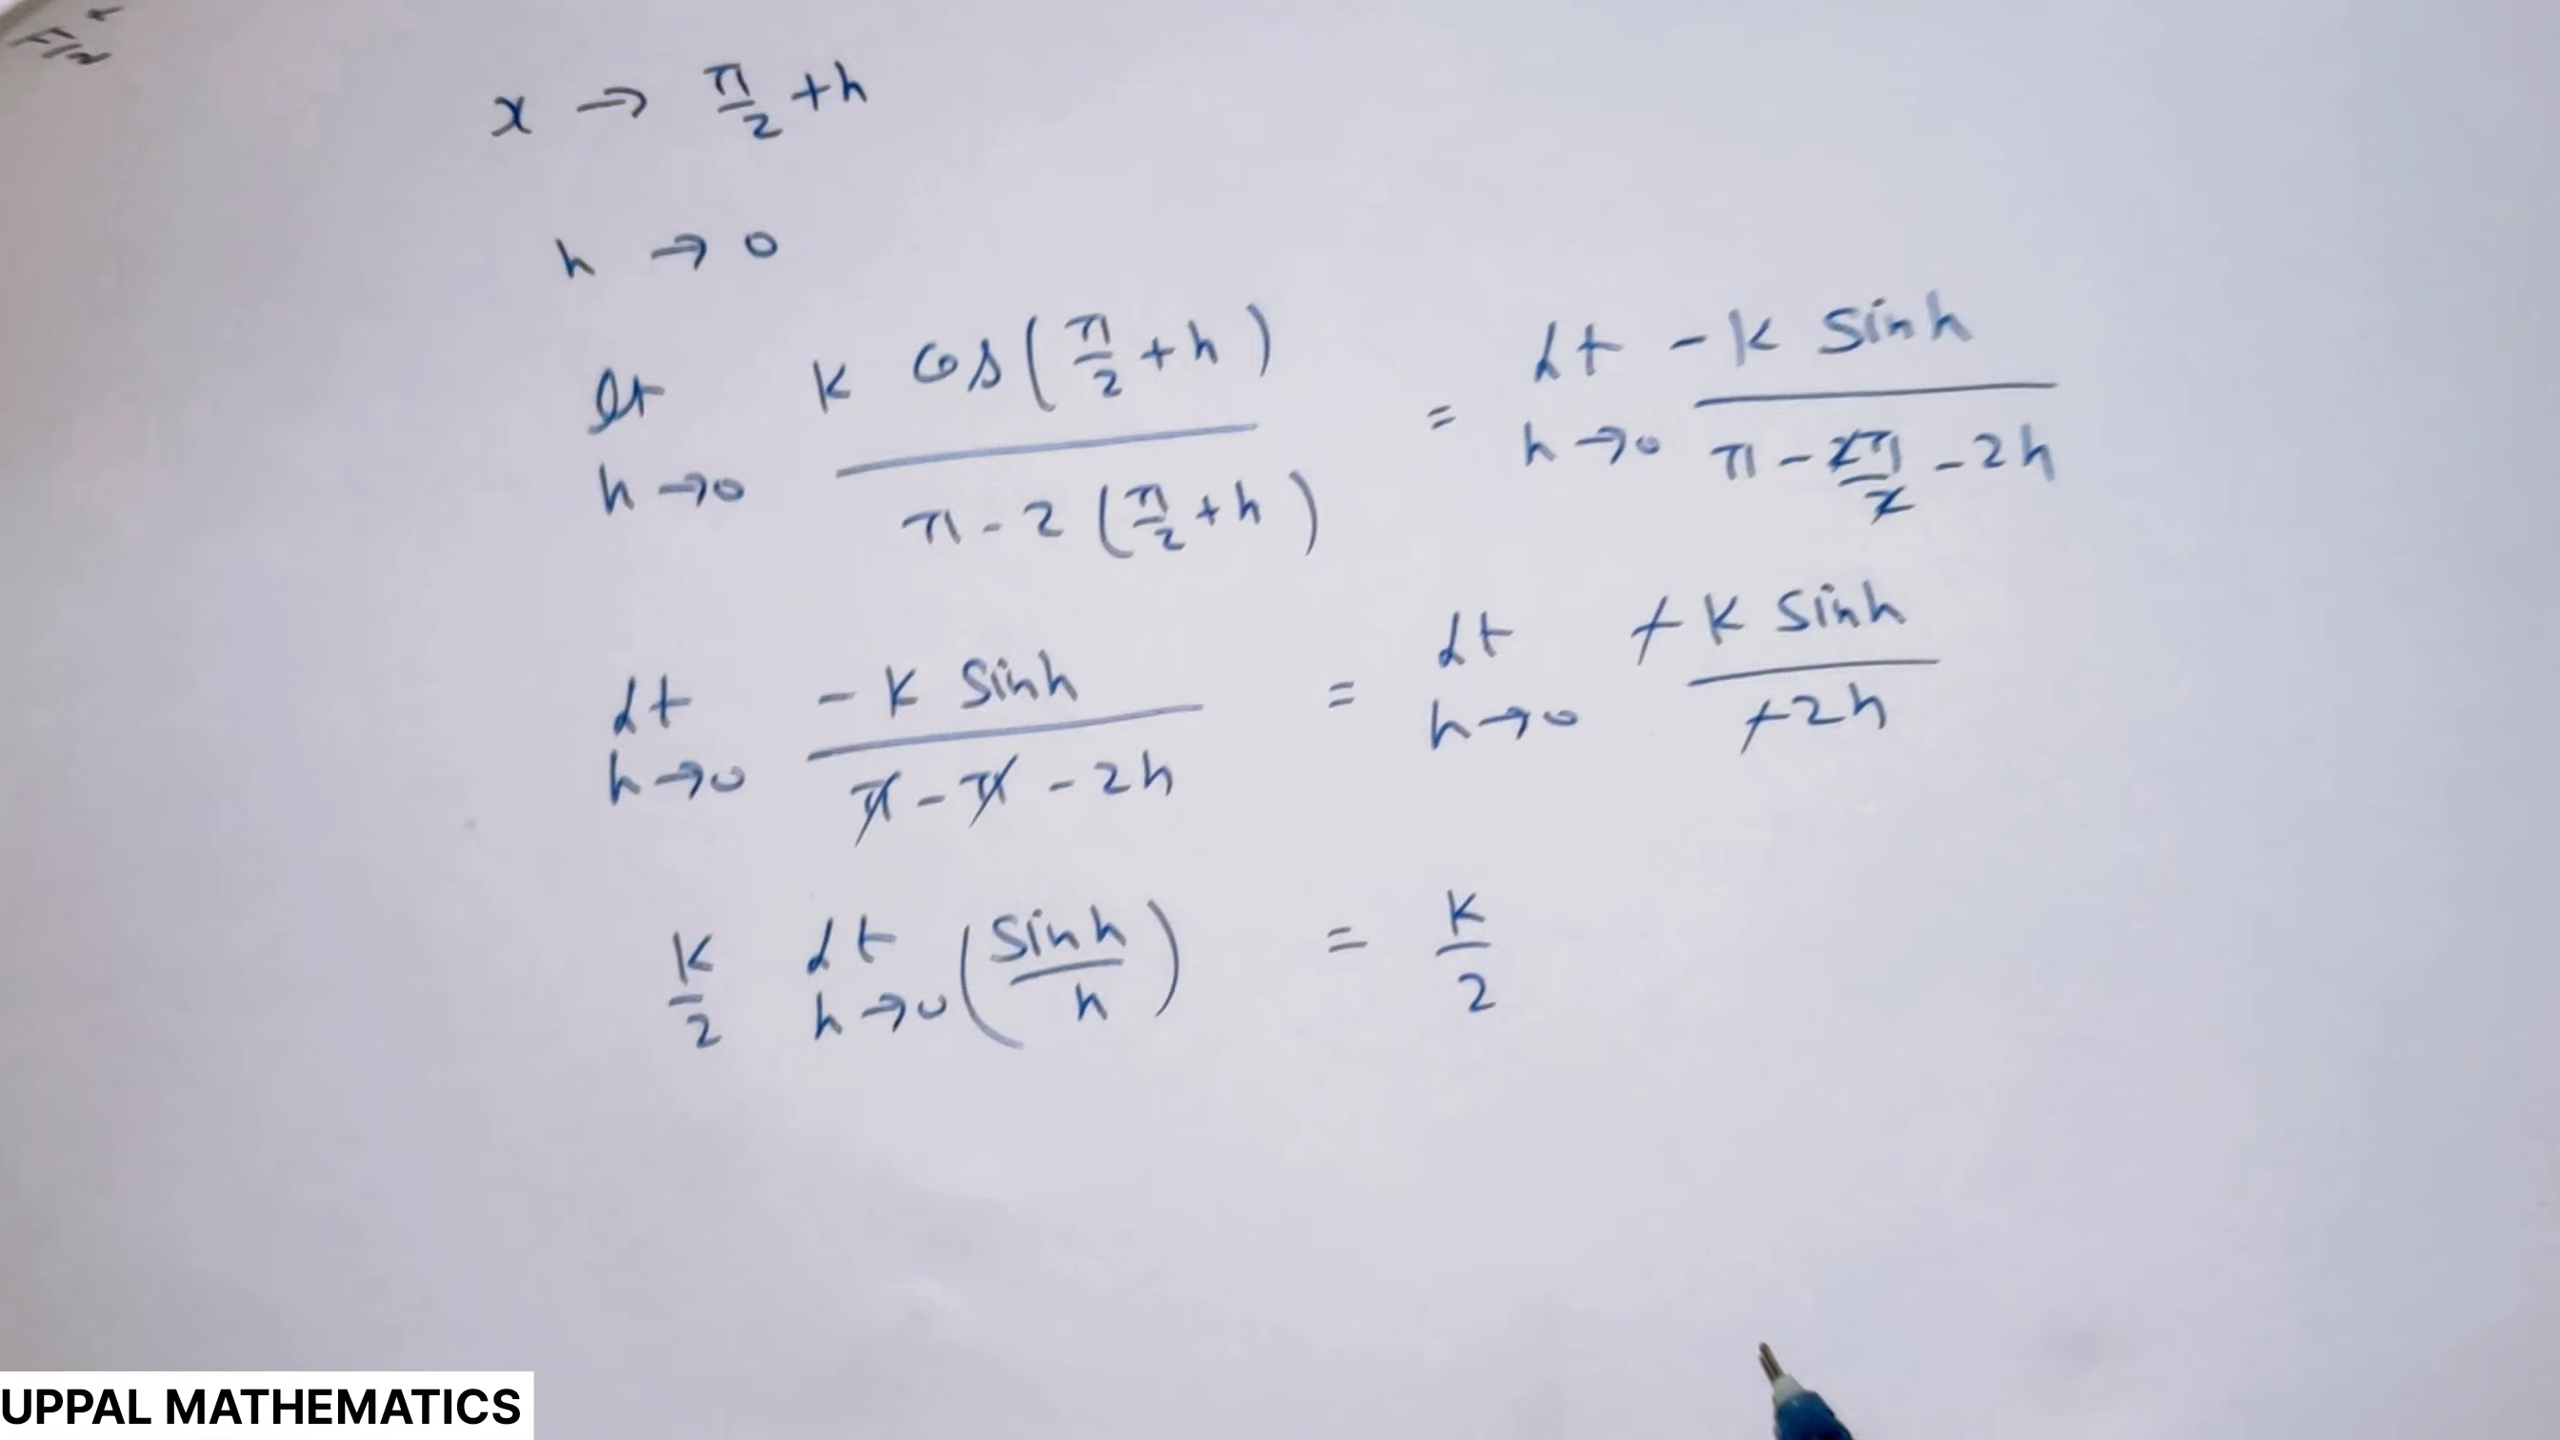 x → π/2 + h
h → 0
lt h→0 K cos(π/2 + h) / π - 2(π/2 + h) = Lt h→0 -K sinh / π - 2π/2 - 2h
Lt h→0 -K sinh / π - π - 2h = Lt h→0 -K sinh / -2h
K/2 Lt h→0 (sinh/h) = K/2
UPPAL MATHEMATICS